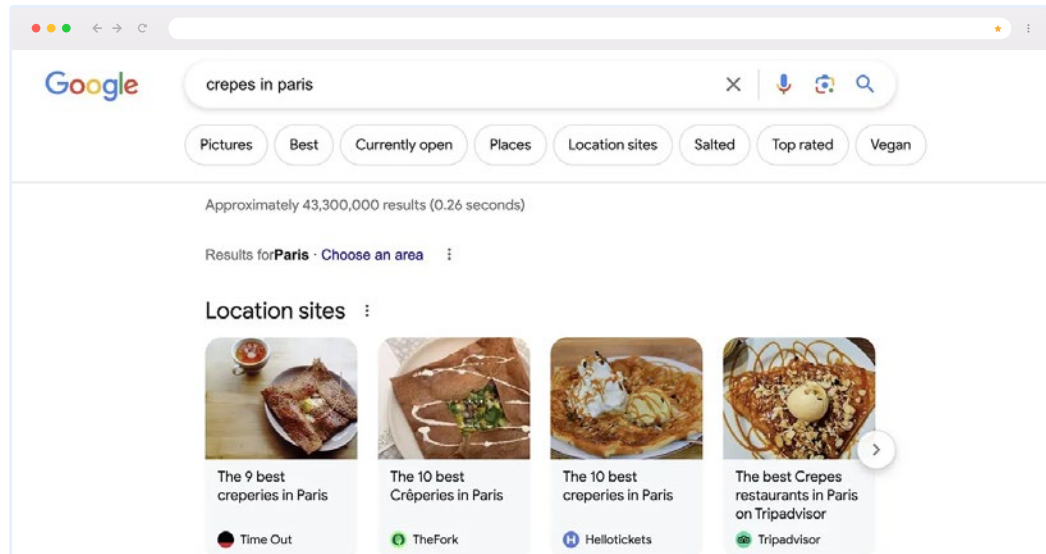 Google
crepes in paris
Pictures
Best
Currently open
Places
Location sites
Salted
Top rated
Vegan
Approximately 43,300,000 results (0.26 seconds)
Results forParis · Choose an area
Location sites
The 9 best
creperies in Paris
Time Out
The 10 best
Crêperies in Paris
TheFork
The 10 best
creperies in Paris
H
Hellotickets
The best Crepes
restaurants in Paris
on Tripadvisor
Tripadvisor